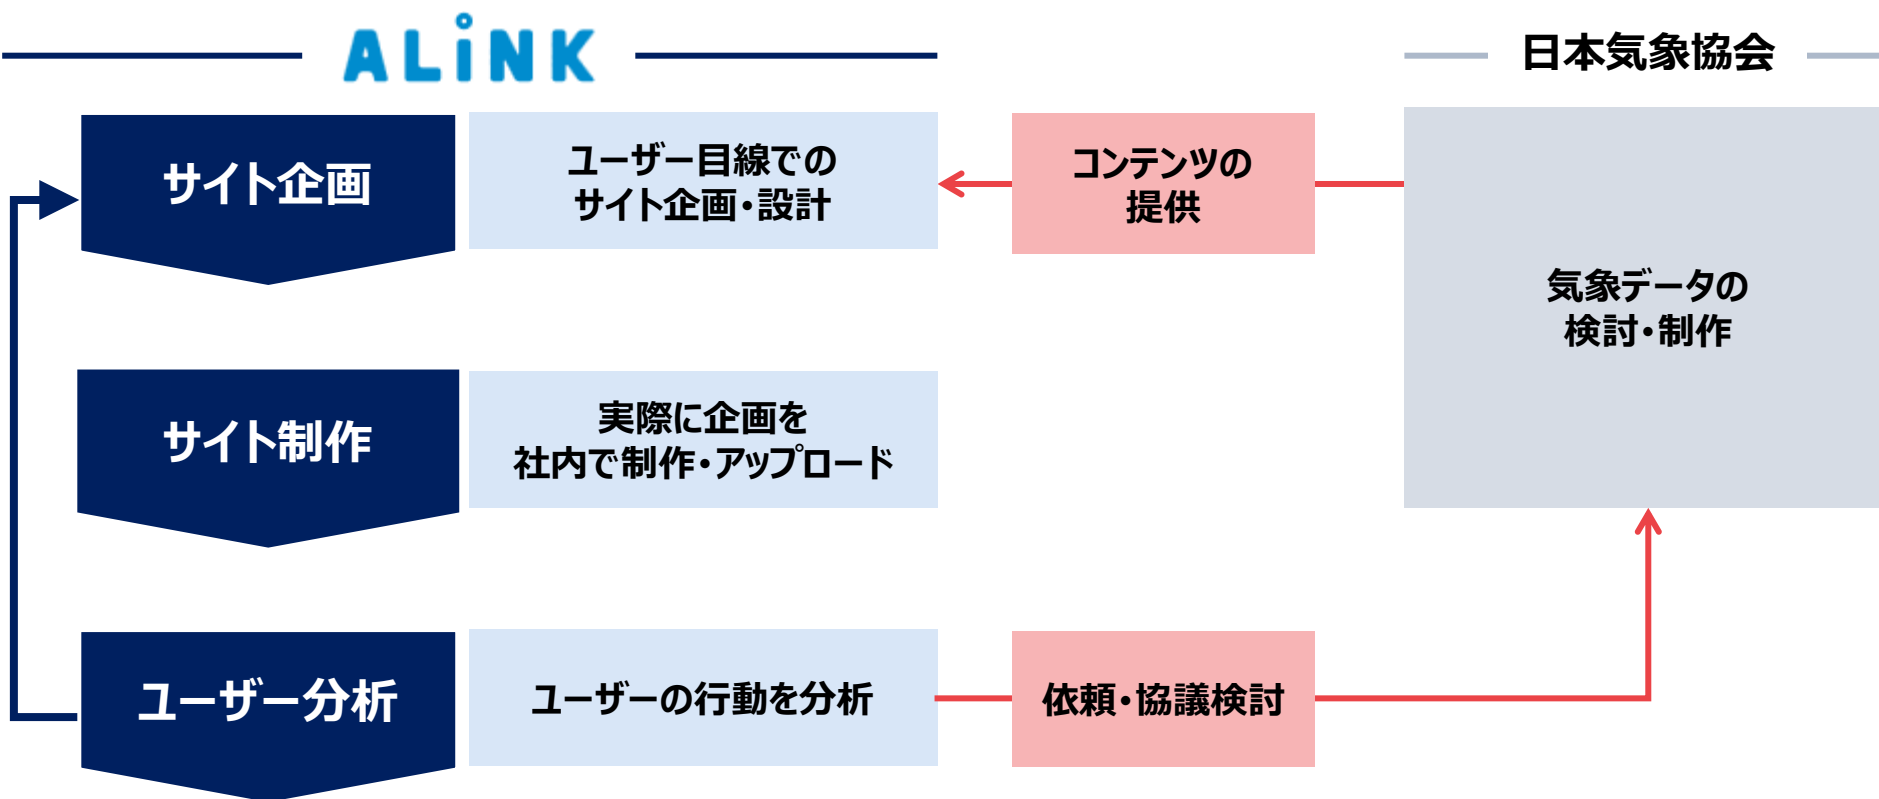 ALiNK
日本気象協会
サイト企画
ユーザー目線での
サイト企画・設計
コンテンツの
提供
気象データの
検討・制作
サイト制作
実際に企画を
社内で制作・アップロード
ユーザー分析
ユーザーの行動を分析
依頼・協議検討